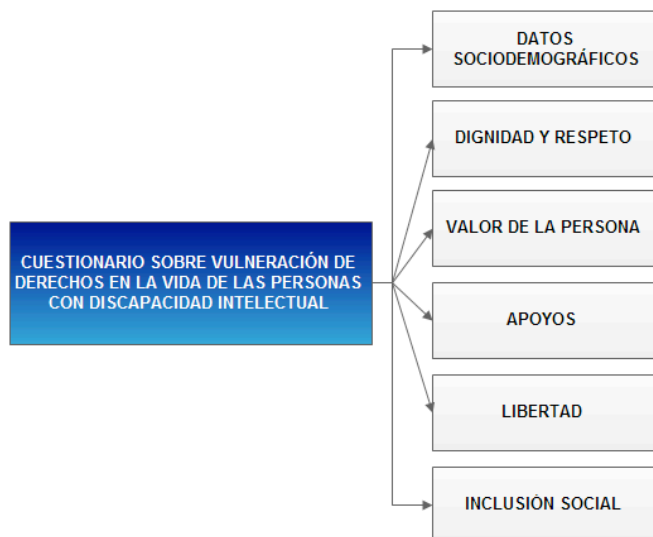 DATOS
SOCIODEMOGRÁFICOS
DIGNIDAD Y RESPETO
VALOR DE LA PERSONA
CUESTIONARIO SOBRE VULNERACIÓN DE
DERECHOS EN LA VIDA DE LAS PERSONAS
CON DISCAPACIDAD INTELECTUAL
APOYOS
LIBERTAD
INCLUSIÓN SOCIAL